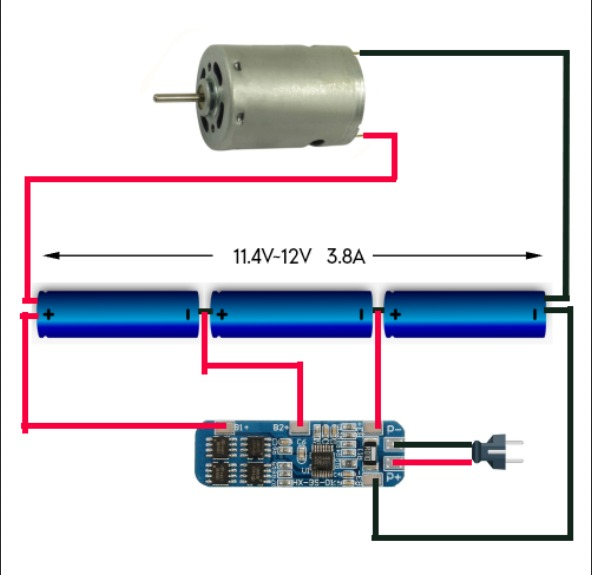 11.4V~12V 3.8A
+ - + - + -
B1+ B2+ P-
HX-3S-01
P+